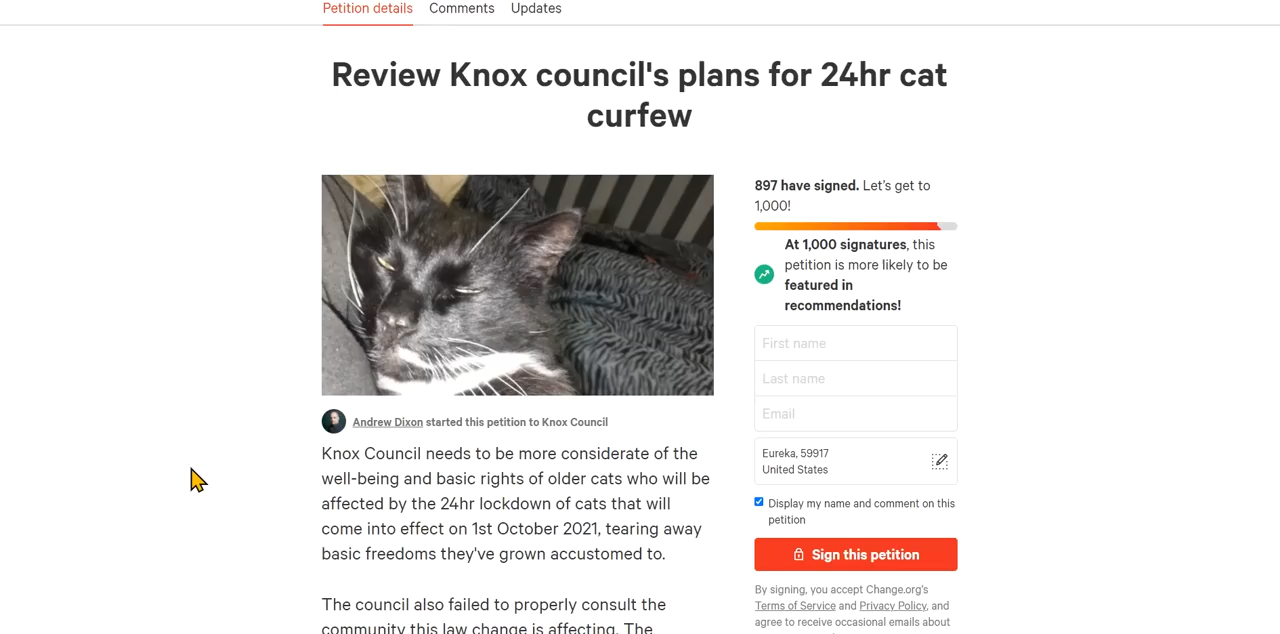 Petition details Comments Updates
Review Knox council's plans for 24hr cat
curfew
897 have signed. Let's get to
1,000!
At 1,000 signatures, this
petition is more likely to be
featured in
recommendations!
First name
Last name
Email
Eureka, 59917
United States
Display my name and comment on this
petition
Sign this petition
By signing, you accept Change.org's
Terms of Service and Privacy Policy, and
agree to receive occasional emails about
Andrew Dixon started this petition to Knox Council
Knox Council needs to be more considerate of the
well-being and basic rights of older cats who will be
affected by the 24hr lockdown of cats that will
come into effect on 1st October 2021, tearing away
basic freedoms they've grown accustomed to.
The council also failed to properly consult the
community this law change is affecting. The